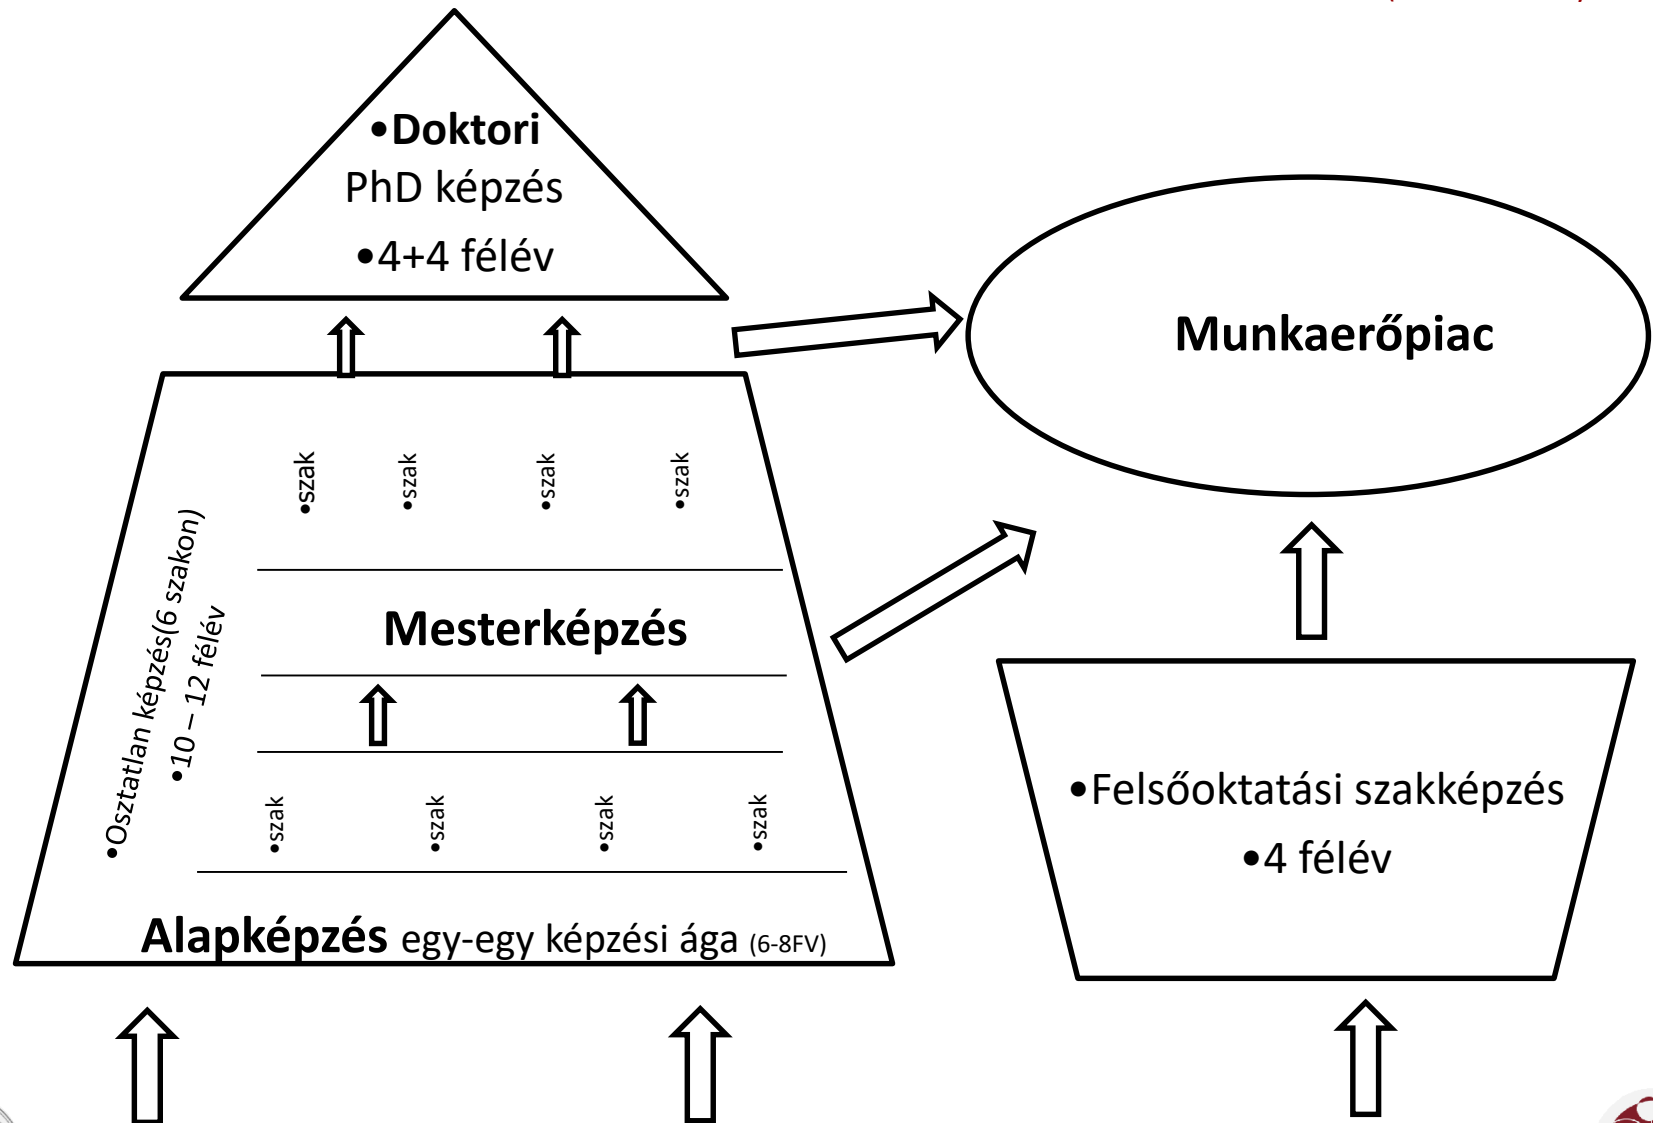 •Doktori
PhD képzés
•4+4 félév
Munkaerőpiac
•szak
•szak
•szak
•szak
•Osztatlan képzés(6 szakon)
•10 – 12 félév
Mesterképzés
•szak
•szak
•szak
•szak
Alapképzés egy-egy képzési ága (6-8FV)
•Felsőoktatási szakképzés
•4 félév